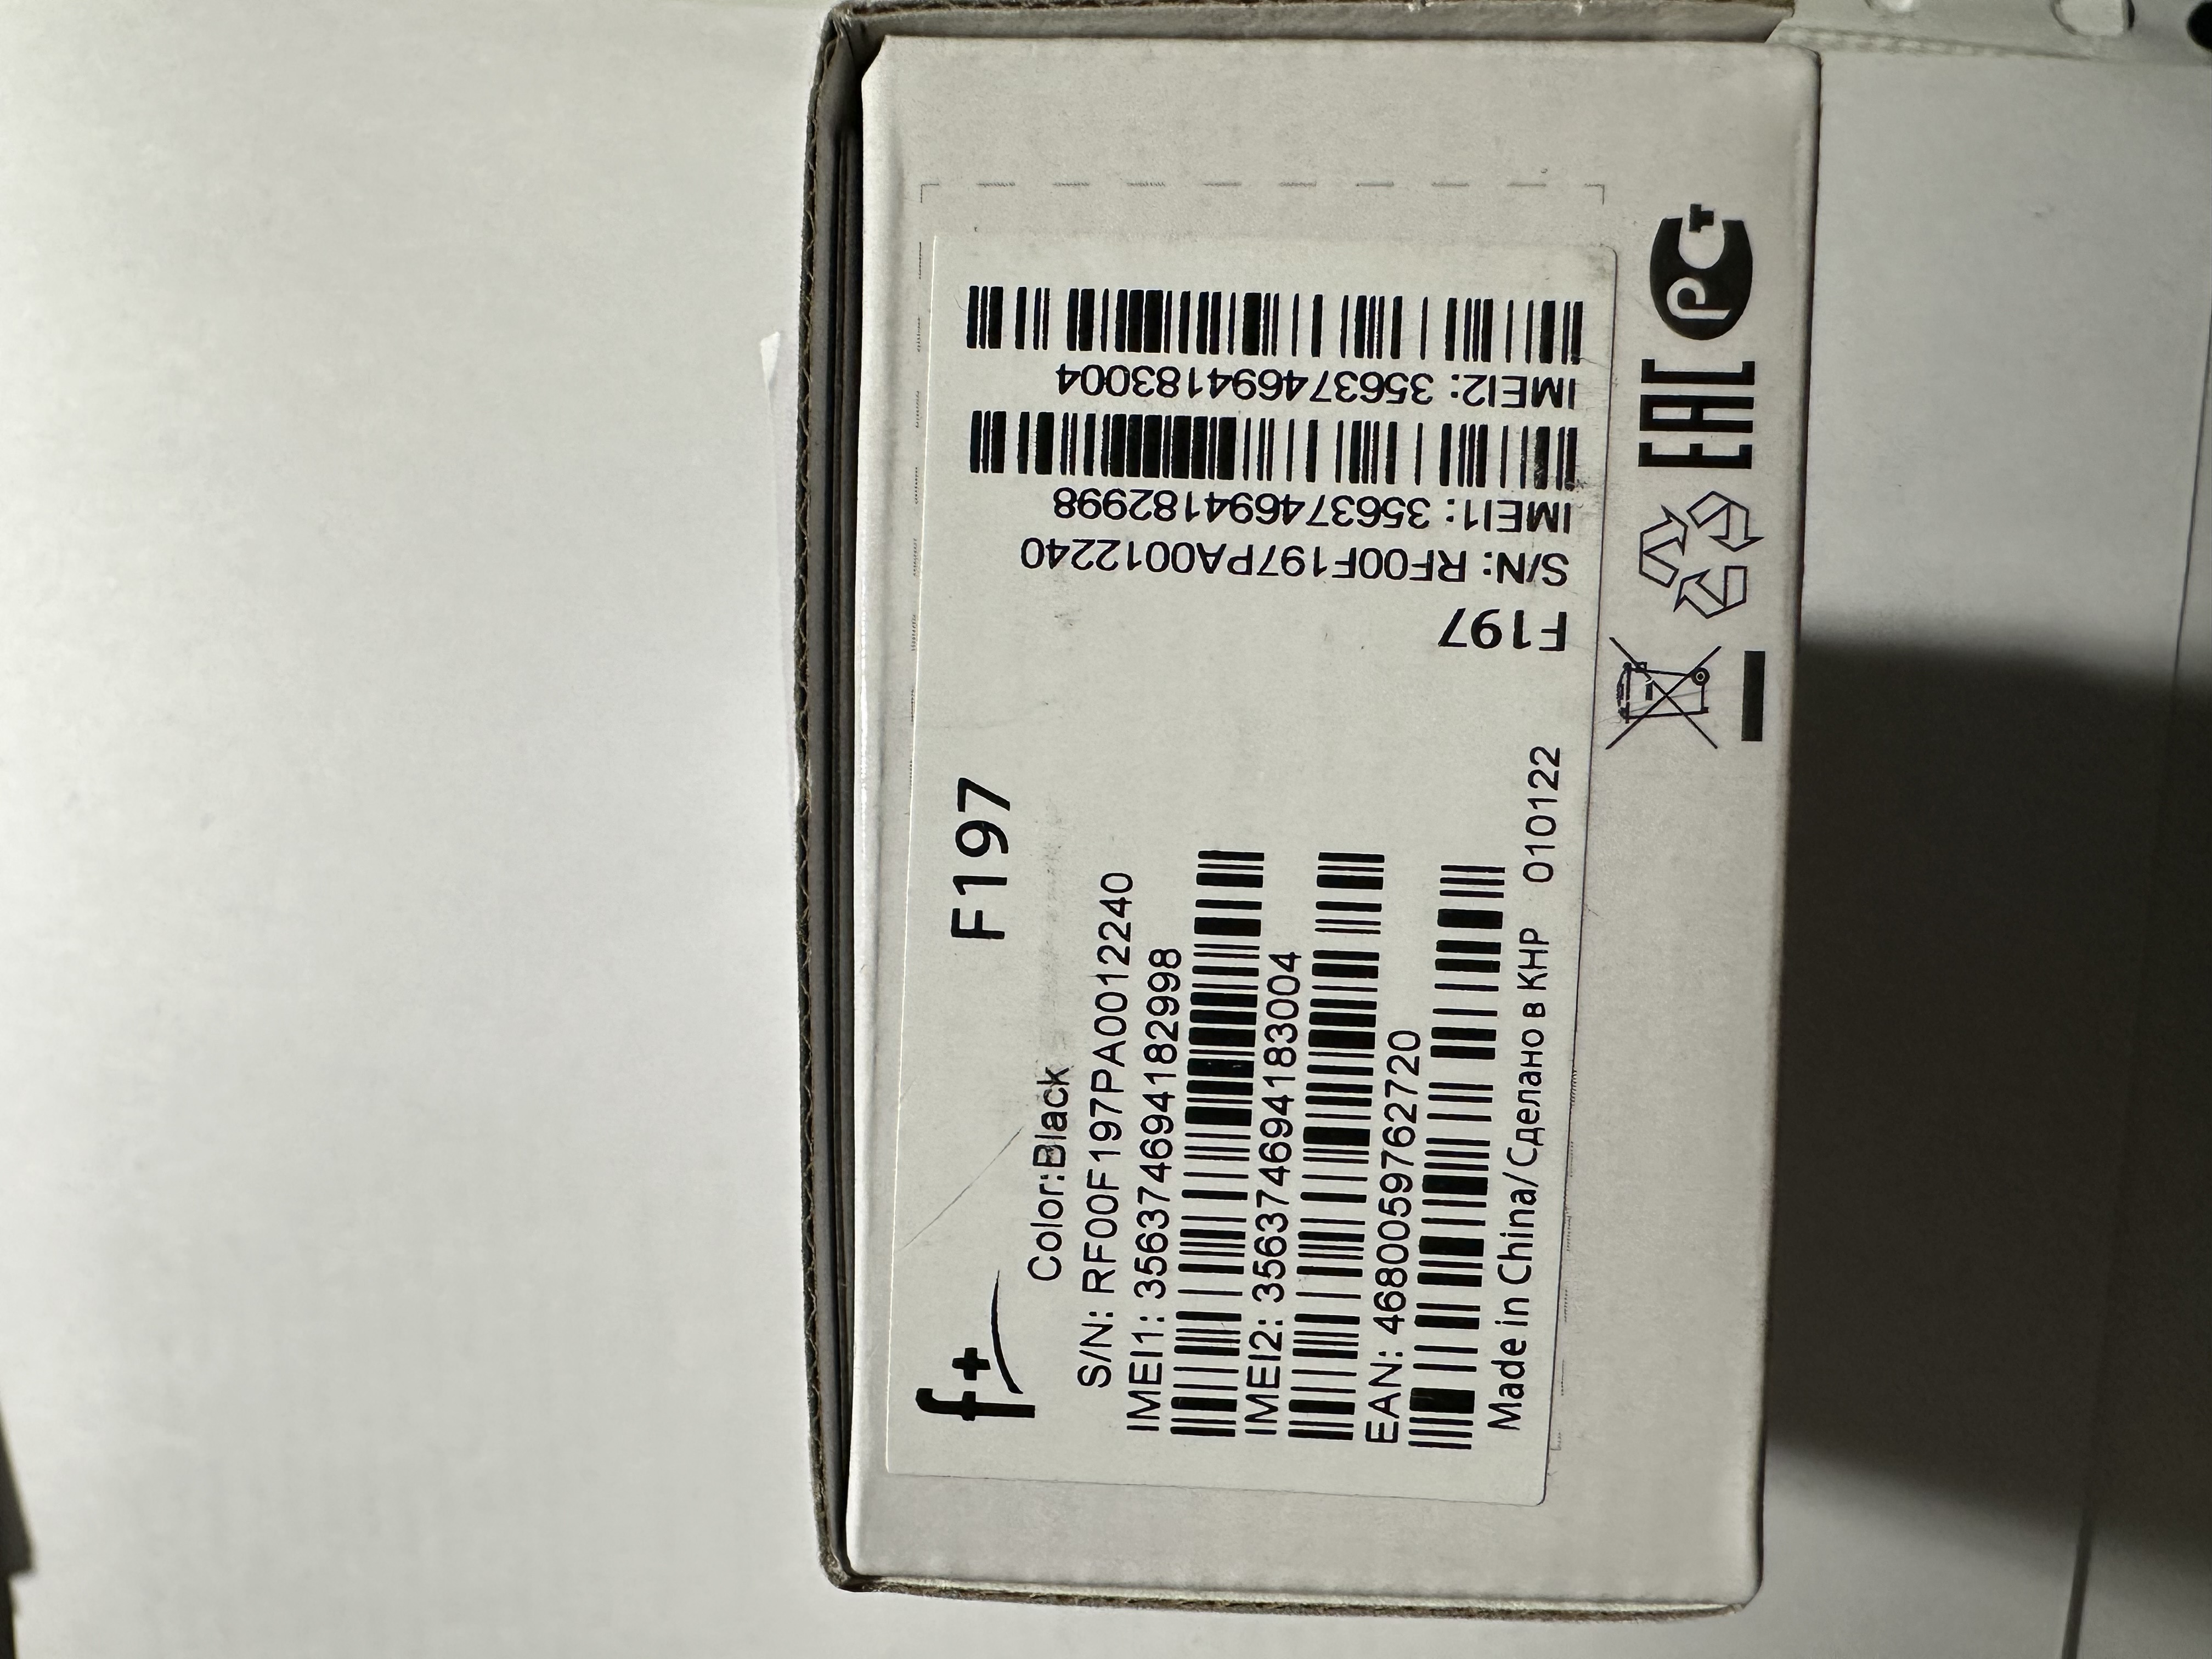 f+
F197
Color:Black
S/N: RF00F197PA0012240
IMEI1: 356374694182998
IMEI2: 356374694183004
EAN: 4680059762720
Made in China/Сделано в КНР 010122
F197
S/N: RF00F197PA0012240
IMEI1: 356374694182998
IMEI2: 356374694183004
EAC
РСТ